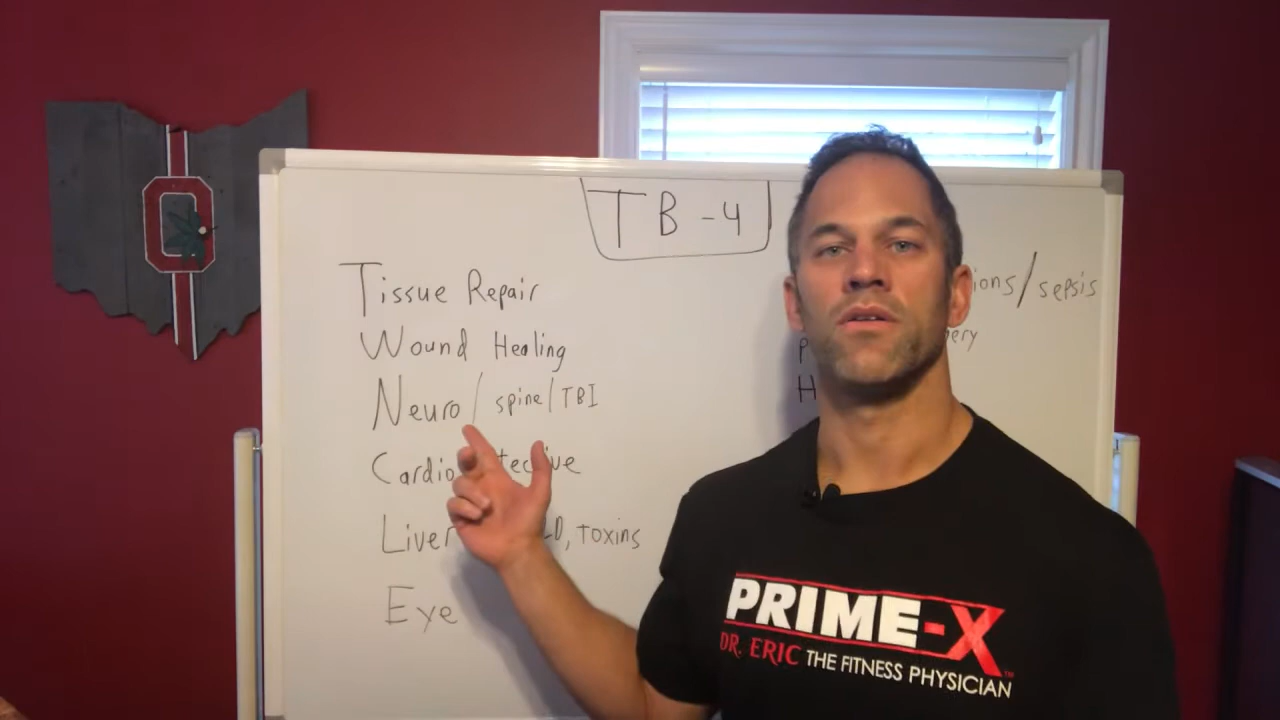 TB-4
Tissue Repair
Wound Healing
Neuro/spine/TBI
Liver
toxins
Eye
/sepsis
PRIME-X
DR. ERIC THE FITNESS PHYSICIAN